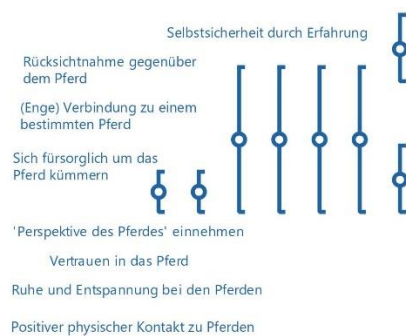 Selbstsicherheit durch Erfahrung
Rücksichtnahme gegenüber
dem Pferd
(Enge) Verbindung zu einem
bestimmten Pferd
Sich fürsorglich um das
Pferd kümmern
'Perspektive des Pferdes' einnehmen
Vertrauen in das Pferd
Ruhe und Entspannung bei den Pferden
Positiver physischer Kontakt zu Pferden